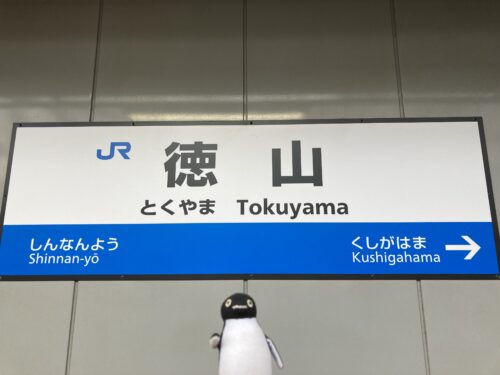 JR 徳山
とくやま Tokuyama
しんなんよう
Shinnan-yō
くしがはま
Kushigahama